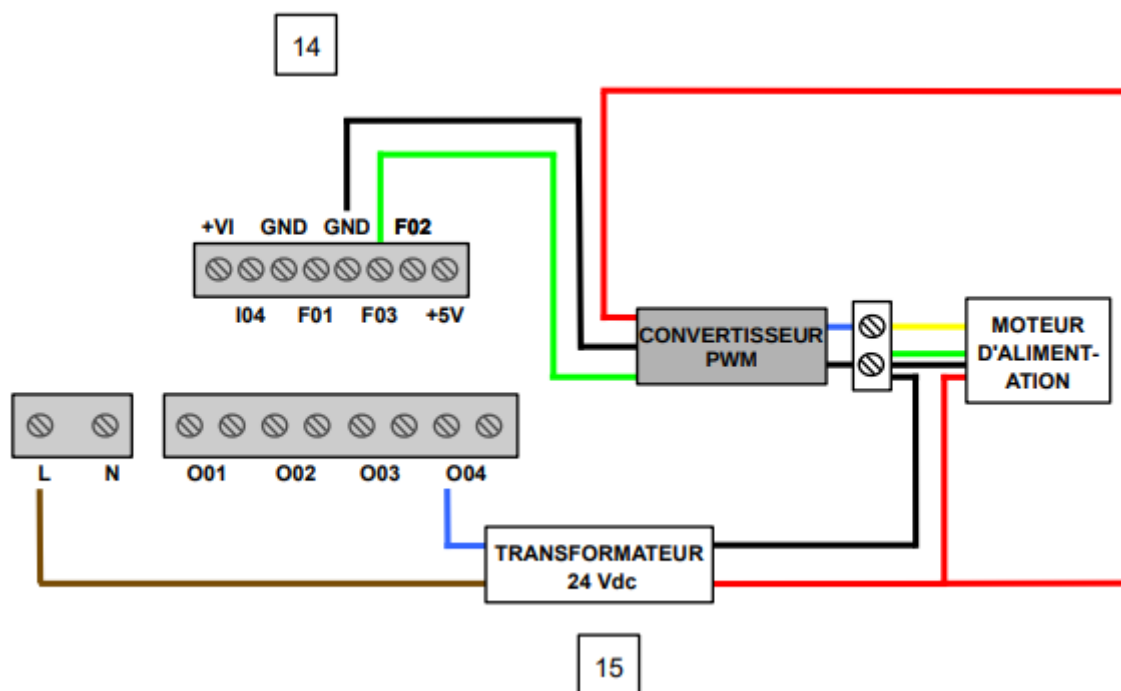 14
+VI GND GND F02
I04 F01 F03 +5V
CONVERTISSEUR
PWM
MOTEUR
D'ALIMENT-
ATION
L N O01 O02 O03 O04
TRANSFORMATEUR
24 Vdc
15